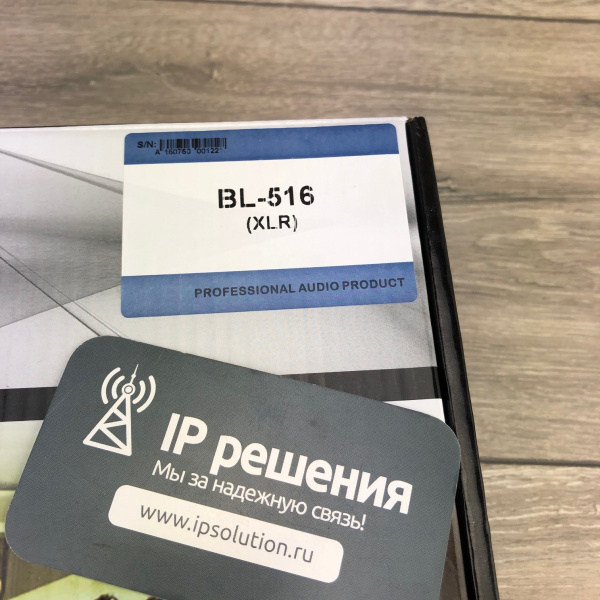 S/N:
BL-516
(XLR)
PROFESSIONAL AUDIO PRODUCT
IP решения
Мы за надежную связь!
www.ipsolution.ru